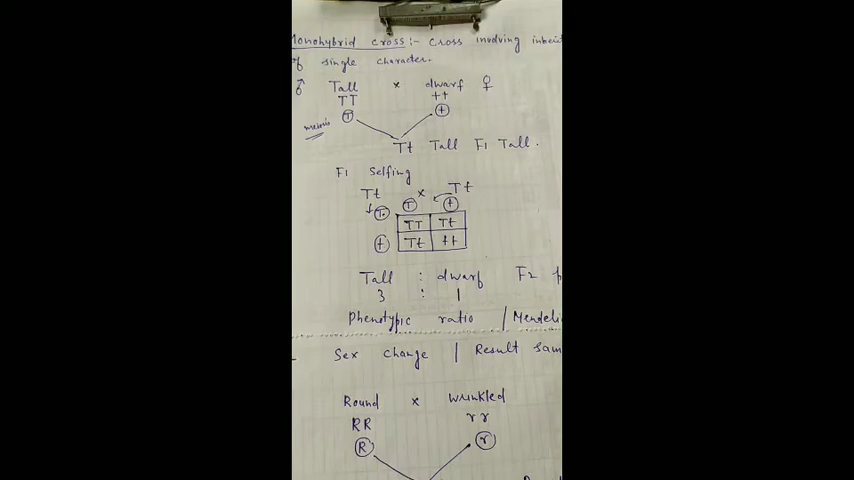 Monohybrid cross:- Cross involving inheri
of single character.
♂ Tall x dwarf ♀
TT tt
T t
meiosis
Tt Tall F1 Tall.
F1 Selfing
Tt x Tt
T t
T TT Tt
t Tt tt
Tall : dwarf F2 p
3 : 1
Phenotypic ratio | Mendeli
Sex change | Result sam
Round x wrinkled
RR rr
R r